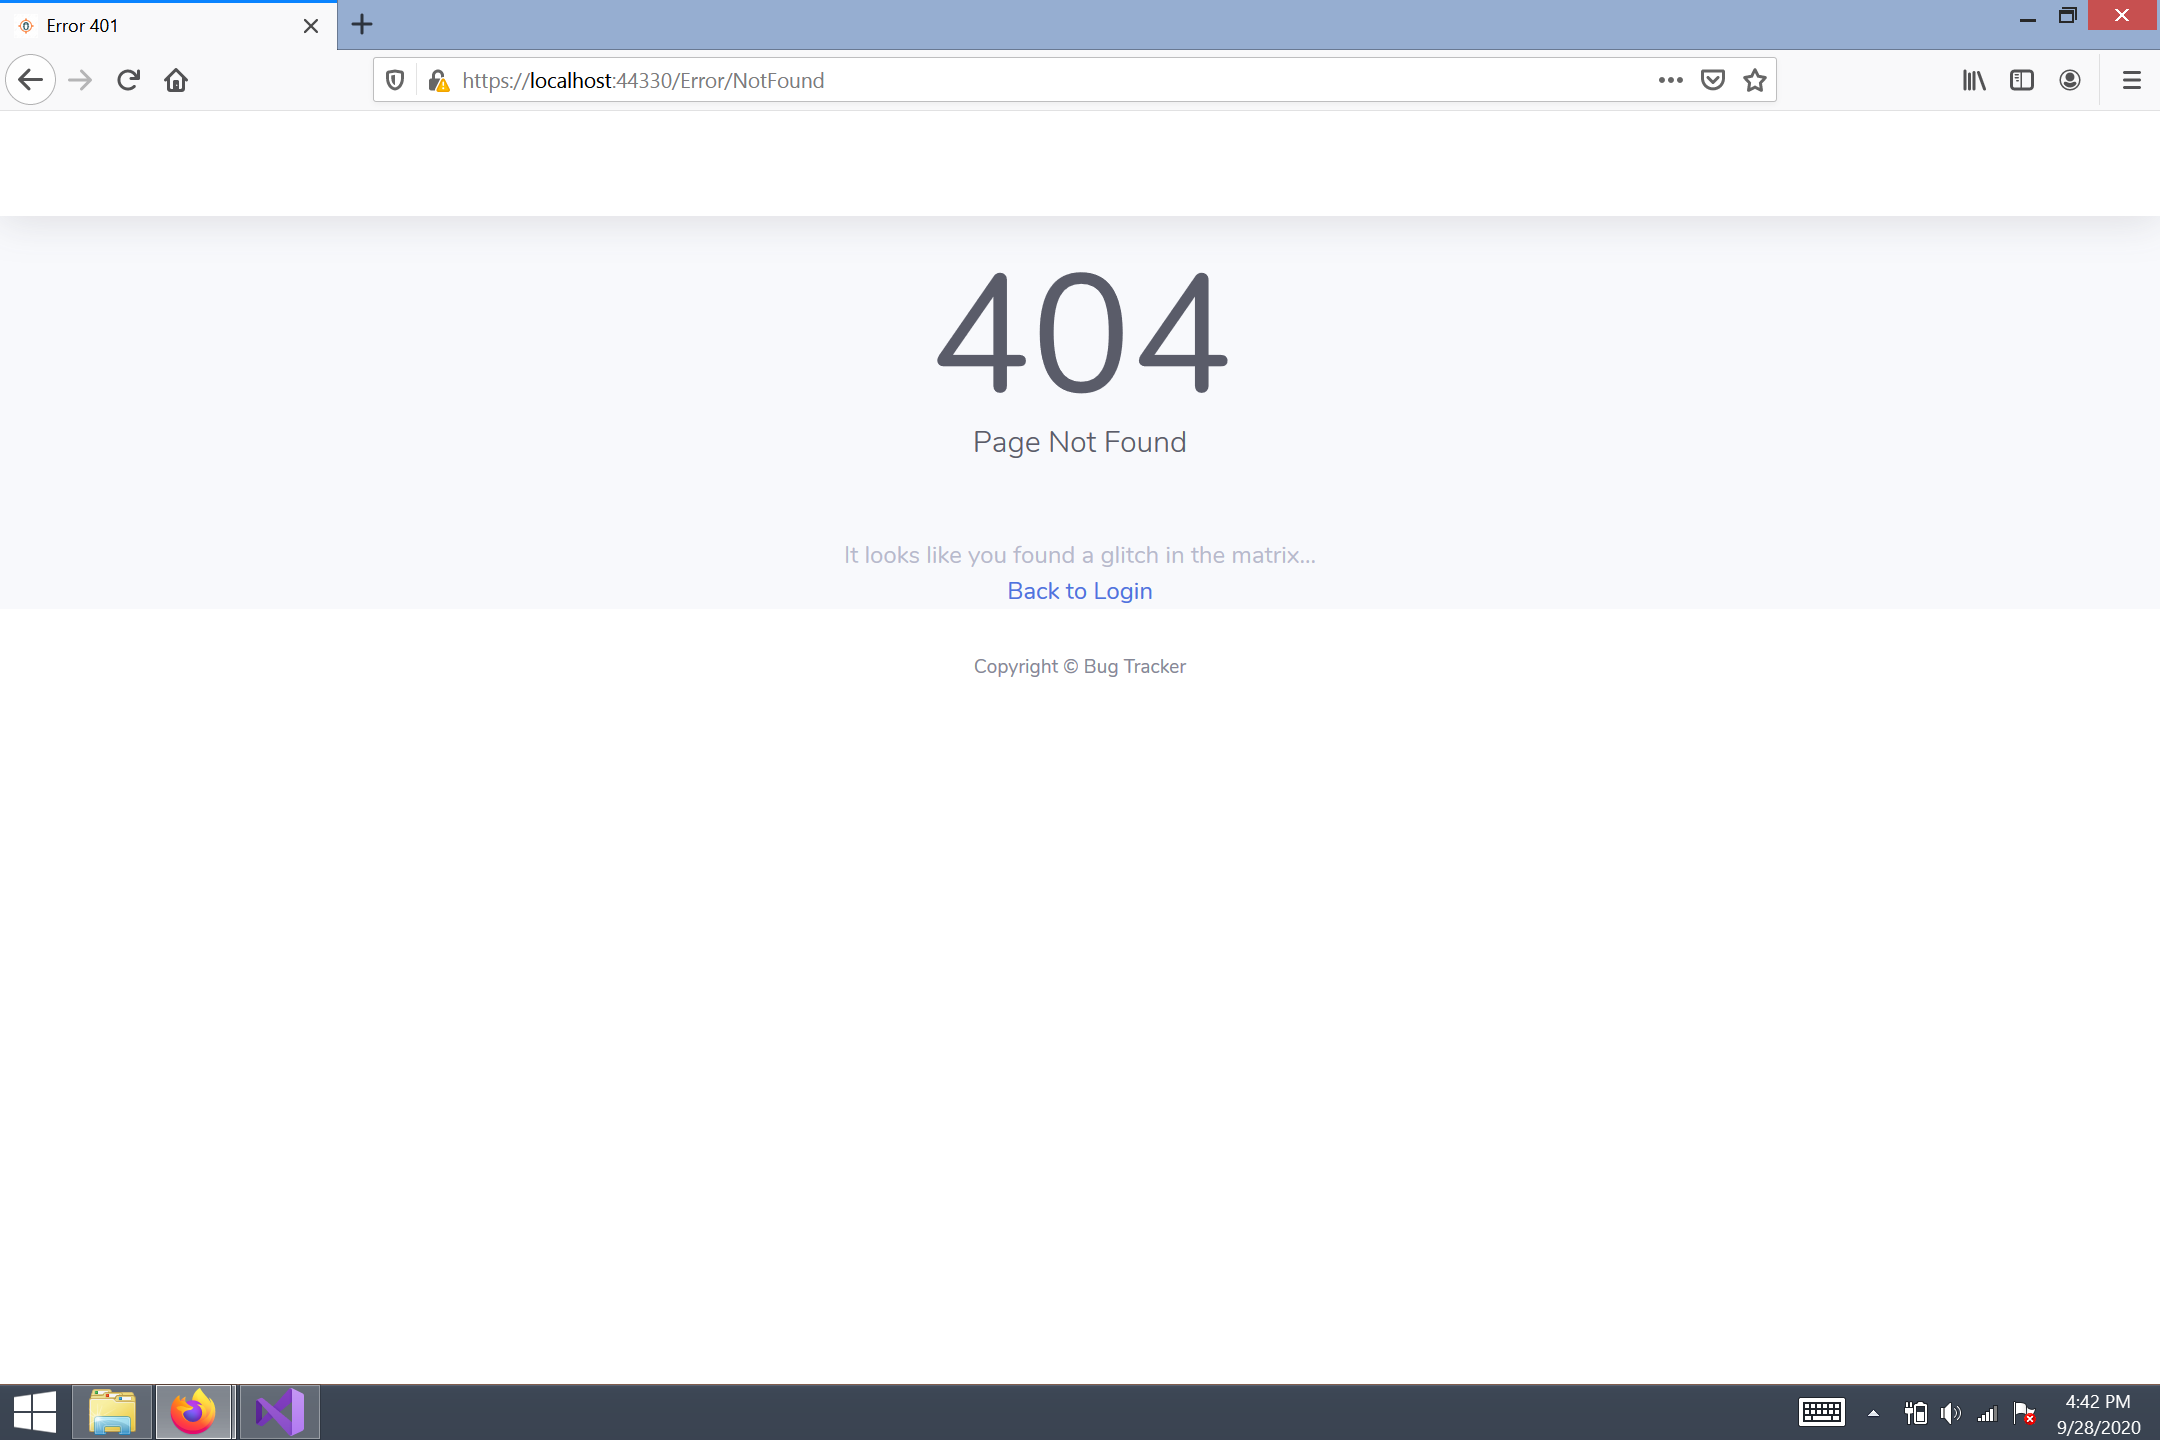 Error 401
https://localhost:44330/Error/NotFound
404
Page Not Found
It looks like you found a glitch in the matrix...
Back to Login
Copyright © Bug Tracker
4:42 PM
9/28/2020